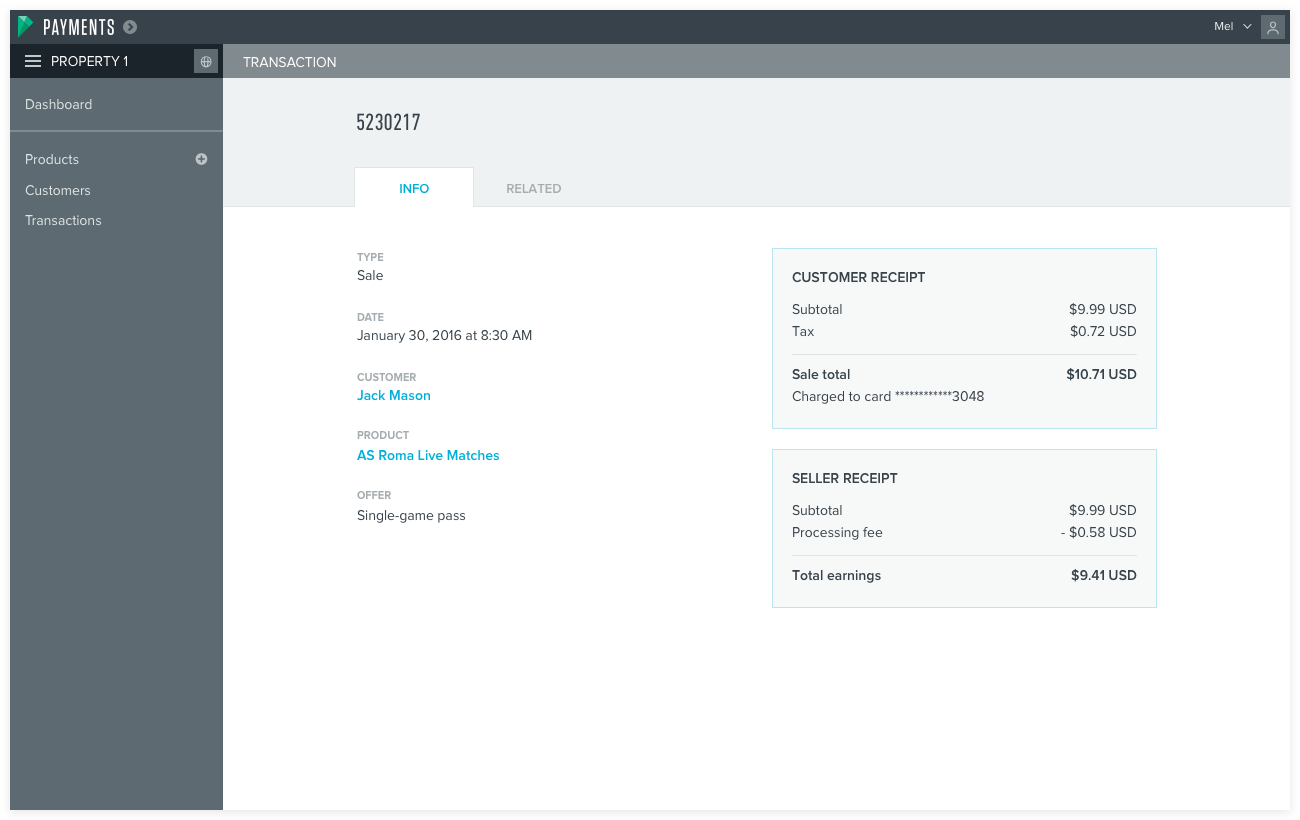 PAYMENTS
Mel
PROPERTY 1
TRANSACTION
Dashboard
Products
Customers
Transactions
5230217
INFO
RELATED
TYPE
Sale
DATE
January 30, 2016 at 8:30 AM
CUSTOMER
Jack Mason
PRODUCT
AS Roma Live Matches
OFFER
Single-game pass
CUSTOMER RECEIPT
Subtotal $9.99 USD
Tax $0.72 USD
Sale total $10.71 USD
Charged to card ************3048
SELLER RECEIPT
Subtotal $9.99 USD
Processing fee - $0.58 USD
Total earnings $9.41 USD